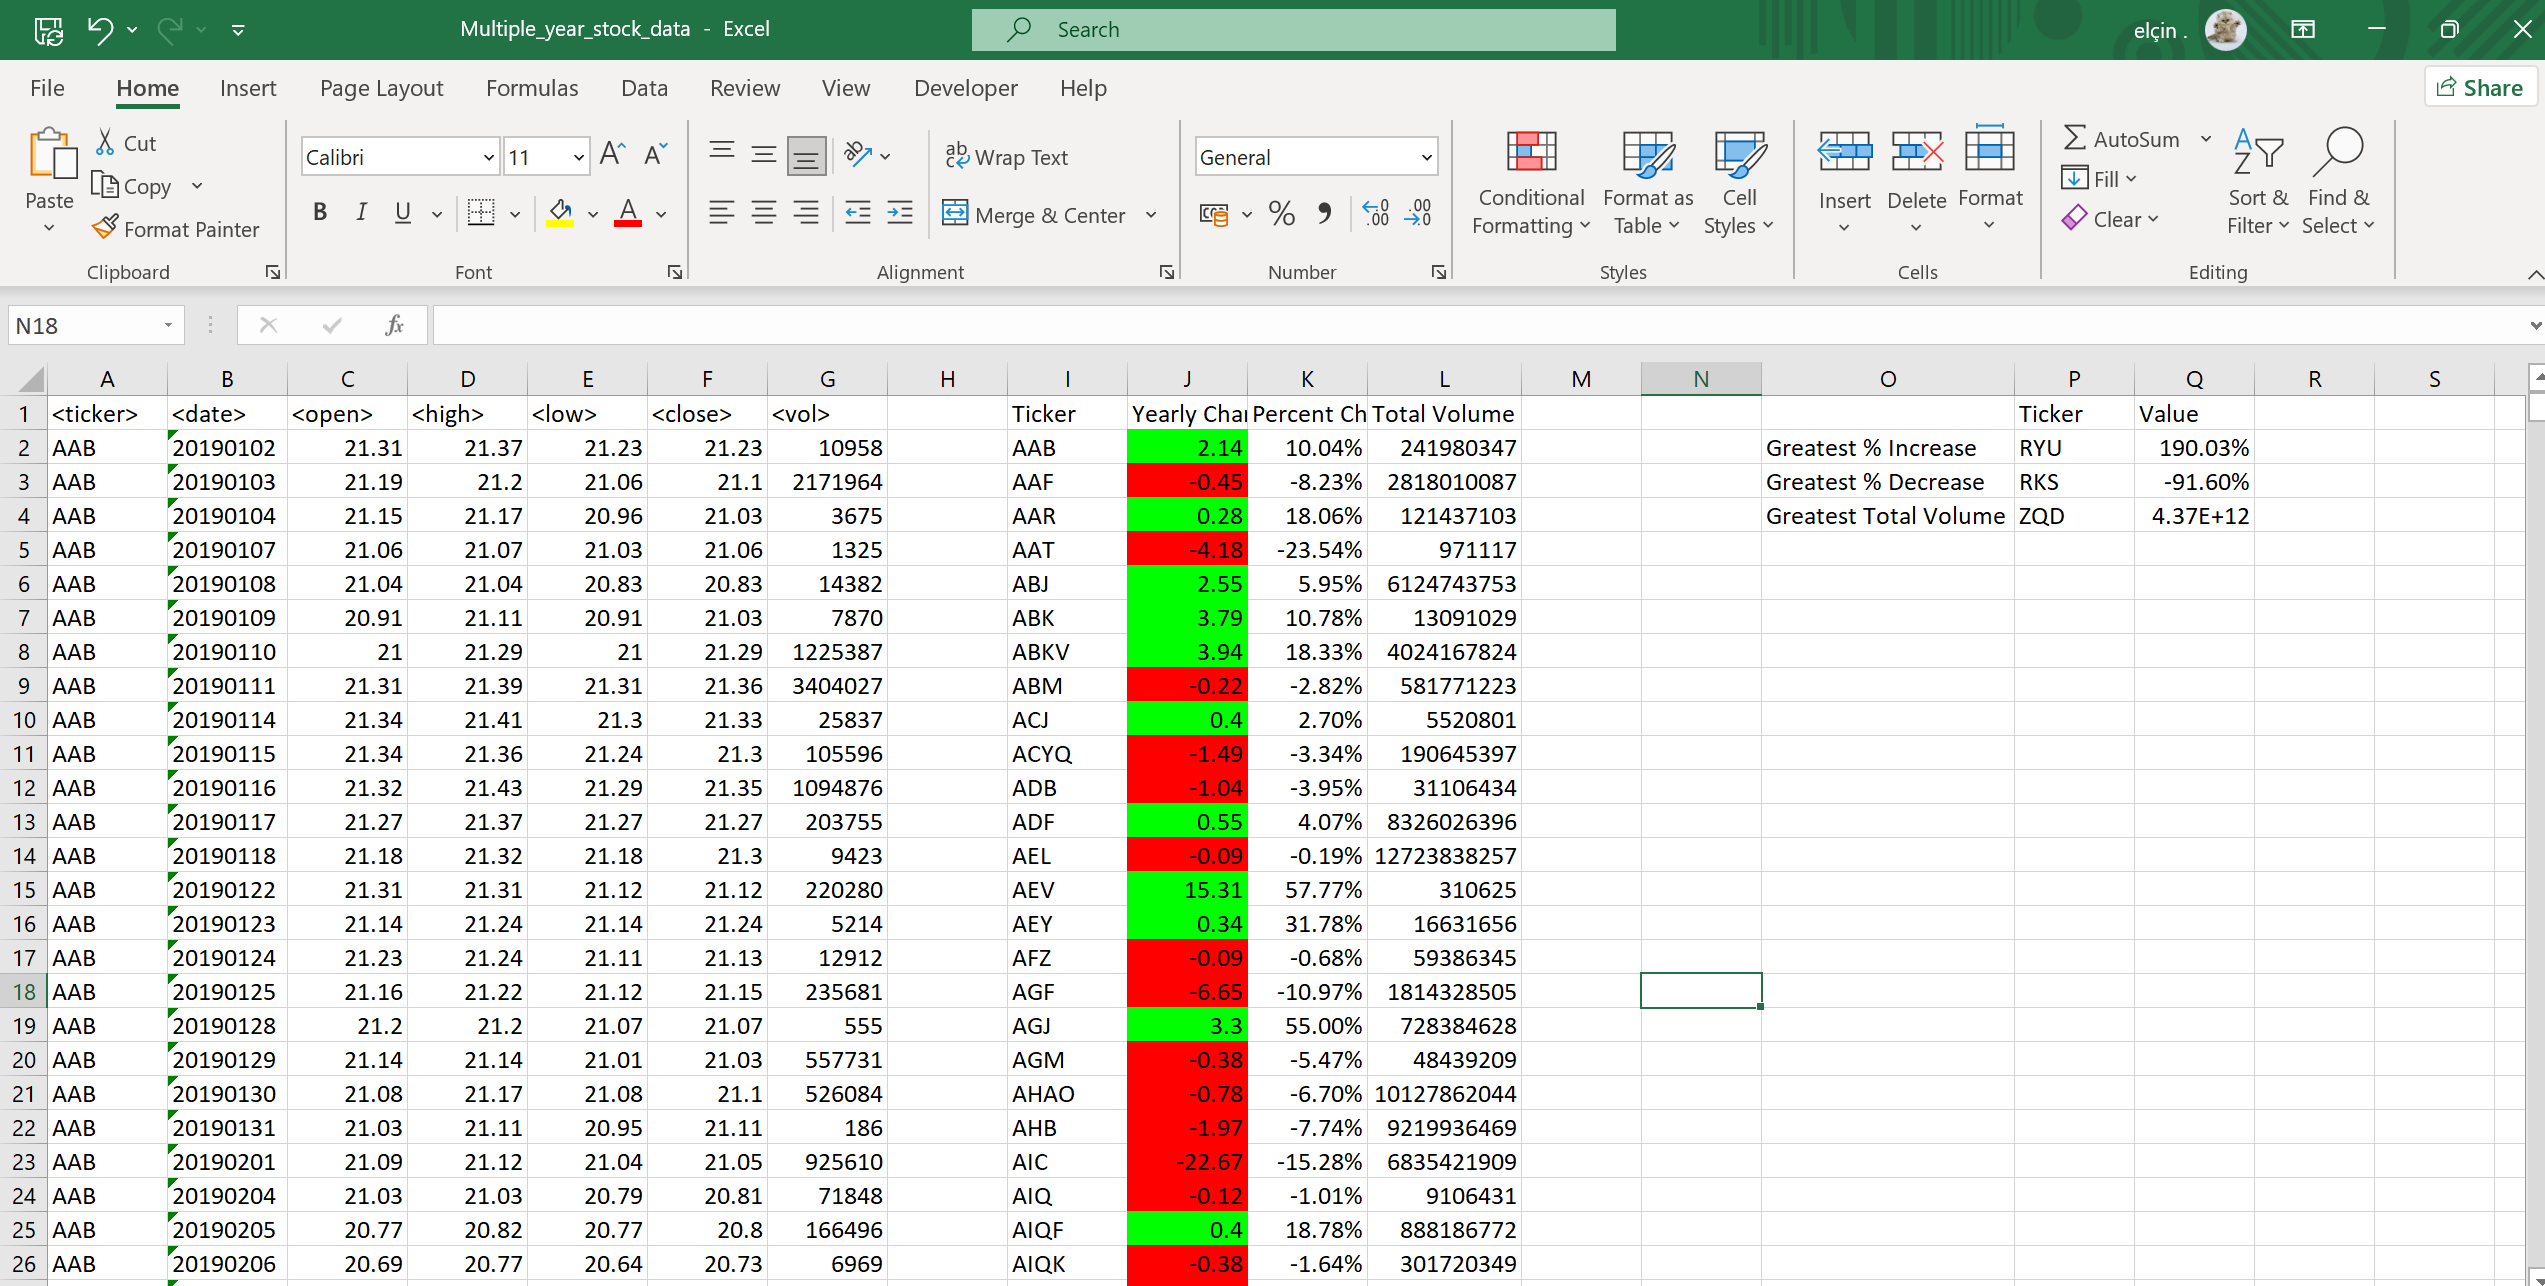 Multiple_year_stock_data - Excel Search elçin .
File Home Insert Page Layout Formulas Data Review View Developer Help Share
Paste Cut Copy Format Painter Clipboard
Calibri 11 A A B I U A Font
ab Wrap Text ab c Merge & Center Alignment
General % , .0 .00 .00 .0 Number
Conditional Formatting Format as Table Cell Styles Styles
Insert Delete Format Cells
AutoSum Fill Clear A Z Sort & Filter Find & Select Editing
N18 fx
A B C D E F G H I J K L M N O P Q R S
1 <ticker> <date> <open> <high> <low> <close> <vol> Ticker Yearly Char Percent Ch Total Volume Ticker Value
2 AAB 20190102 21.31 21.37 21.23 21.23 10958 AAB 2.14 10.04% 241980347 Greatest % Increase RYU 190.03%
3 AAB 20190103 21.19 21.2 21.06 21.1 2171964 AAF -0.45 -8.23% 2818010087 Greatest % Decrease RKS -91.60%
4 AAB 20190104 21.15 21.17 20.96 21.03 3675 AAR 0.28 18.06% 121437103 Greatest Total Volume ZQD 4.37E+12
5 AAB 20190107 21.06 21.07 21.03 21.06 1325 AAT -4.18 -23.54% 971117
6 AAB 20190108 21.04 21.04 20.83 20.83 14382 ABJ 2.55 5.95% 6124743753
7 AAB 20190109 20.91 21.11 20.91 21.03 7870 ABK 3.79 10.78% 13091029
8 AAB 20190110 21 21.29 21 21.29 1225387 ABKV 3.94 18.33% 4024167824
9 AAB 20190111 21.31 21.39 21.31 21.36 3404027 ABM -0.22 -2.82% 581771223
10 AAB 20190114 21.34 21.41 21.3 21.33 25837 ACJ 0.4 2.70% 5520801
11 AAB 20190115 21.34 21.36 21.24 21.3 105596 ACYQ -1.49 -3.34% 190645397
12 AAB 20190116 21.32 21.43 21.29 21.35 1094876 ADB -1.04 -3.95% 31106434
13 AAB 20190117 21.27 21.37 21.27 21.27 203755 ADF 0.55 4.07% 8326026396
14 AAB 20190118 21.18 21.32 21.18 21.3 9423 AEL -0.09 -0.19% 12723838257
15 AAB 20190122 21.31 21.31 21.12 21.12 220280 AEV 15.31 57.77% 310625
16 AAB 20190123 21.14 21.24 21.14 21.24 5214 AEY 0.34 31.78% 16631656
17 AAB 20190124 21.23 21.24 21.11 21.13 12912 AFZ -0.09 -0.68% 59386345
18 AAB 20190125 21.16 21.22 21.12 21.15 235681 AGF -6.65 -10.97% 1814328505
19 AAB 20190128 21.2 21.2 21.07 21.07 555 AGJ 3.3 55.00% 728384628
20 AAB 20190129 21.14 21.14 21.01 21.03 557731 AGM -0.38 -5.47% 48439209
21 AAB 20190130 21.08 21.17 21.08 21.1 526084 AHAO -0.78 -6.70% 10127862044
22 AAB 20190131 21.03 21.11 20.95 21.11 186 AHB -1.97 -7.74% 9219936469
23 AAB 20190201 21.09 21.12 21.04 21.05 925610 AIC -22.67 -15.28% 6835421909
24 AAB 20190204 21.03 21.03 20.79 20.81 71848 AIQ -0.12 -1.01% 9106431
25 AAB 20190205 20.77 20.82 20.77 20.8 166496 AIQF 0.4 18.78% 888186772
26 AAB 20190206 20.69 20.77 20.64 20.73 6969 AIQK -0.38 -1.64% 301720349